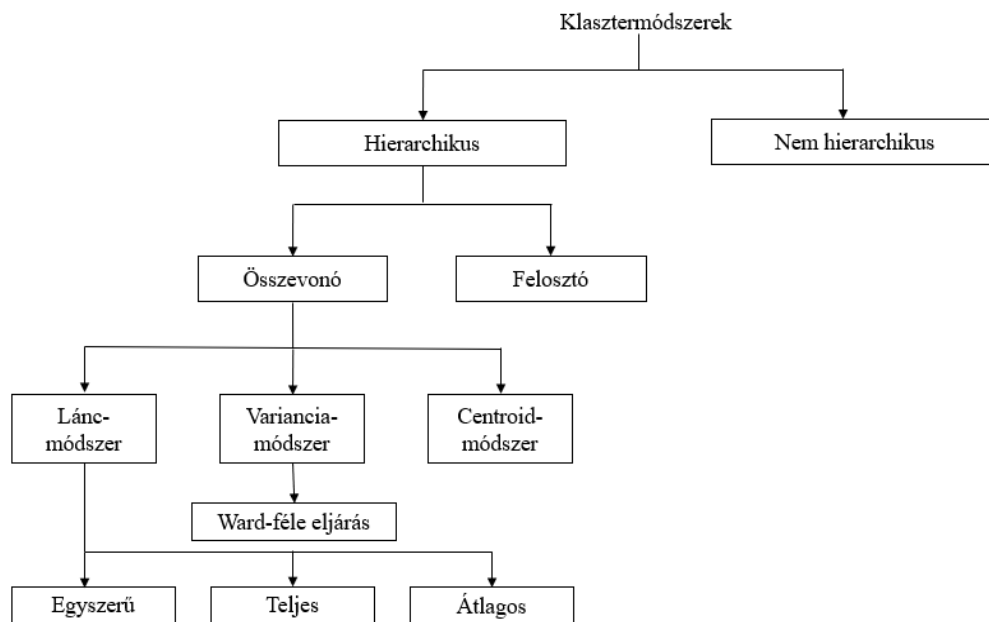 Klasztermódszerek
Hierarchikus
Nem hierarchikus
Összevonó
Felosztó
Lánc-
módszer
Variancia-
módszer
Centroid-
módszer
Ward-féle eljárás
Egyszerű
Teljes
Átlagos